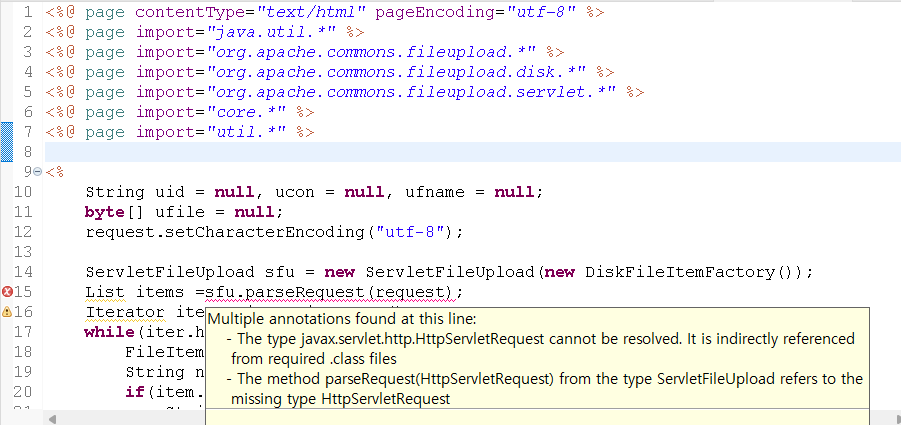 1 <%@ page contentType="text/html" pageEncoding="utf-8" %>
2 <%@ page import="java.util.*" %>
3 <%@ page import="org.apache.commons.fileupload.*" %>
4 <%@ page import="org.apache.commons.fileupload.disk.*" %>
5 <%@ page import="org.apache.commons.fileupload.servlet.*" %>
6 <%@ page import="core.*" %>
7 <%@ page import="util.*" %>
8
9 <%
10 String uid = null, ucon = null, ufname = null;
11 byte[] ufile = null;
12 request.setCharacterEncoding("utf-8");
13
14 ServletFileUpload sfu = new ServletFileUpload(new DiskFileItemFactory());
15 List items =sfu.parseRequest(request);
16 Iterator ite
17 while(iter.h
18 FileItem
19 String n
20 if(item.
Multiple annotations found at this line:
- The type javax.servlet.http.HttpServletRequest cannot be resolved. It is indirectly referenced
from required .class files
- The method parseRequest(HttpServletRequest) from the type ServletFileUpload refers to the
missing type HttpServletRequest